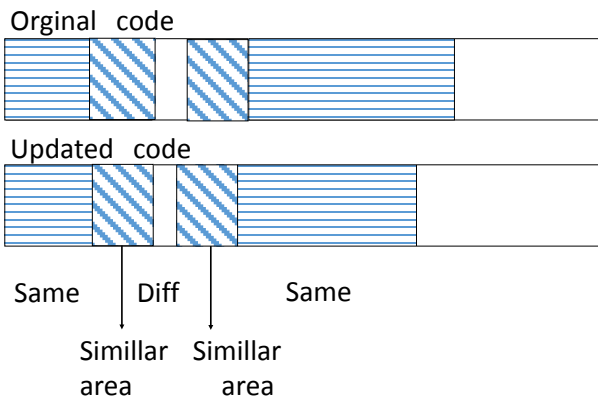 Orginal code
Updated code
Same Diff Same
Simillar Simillar
area area